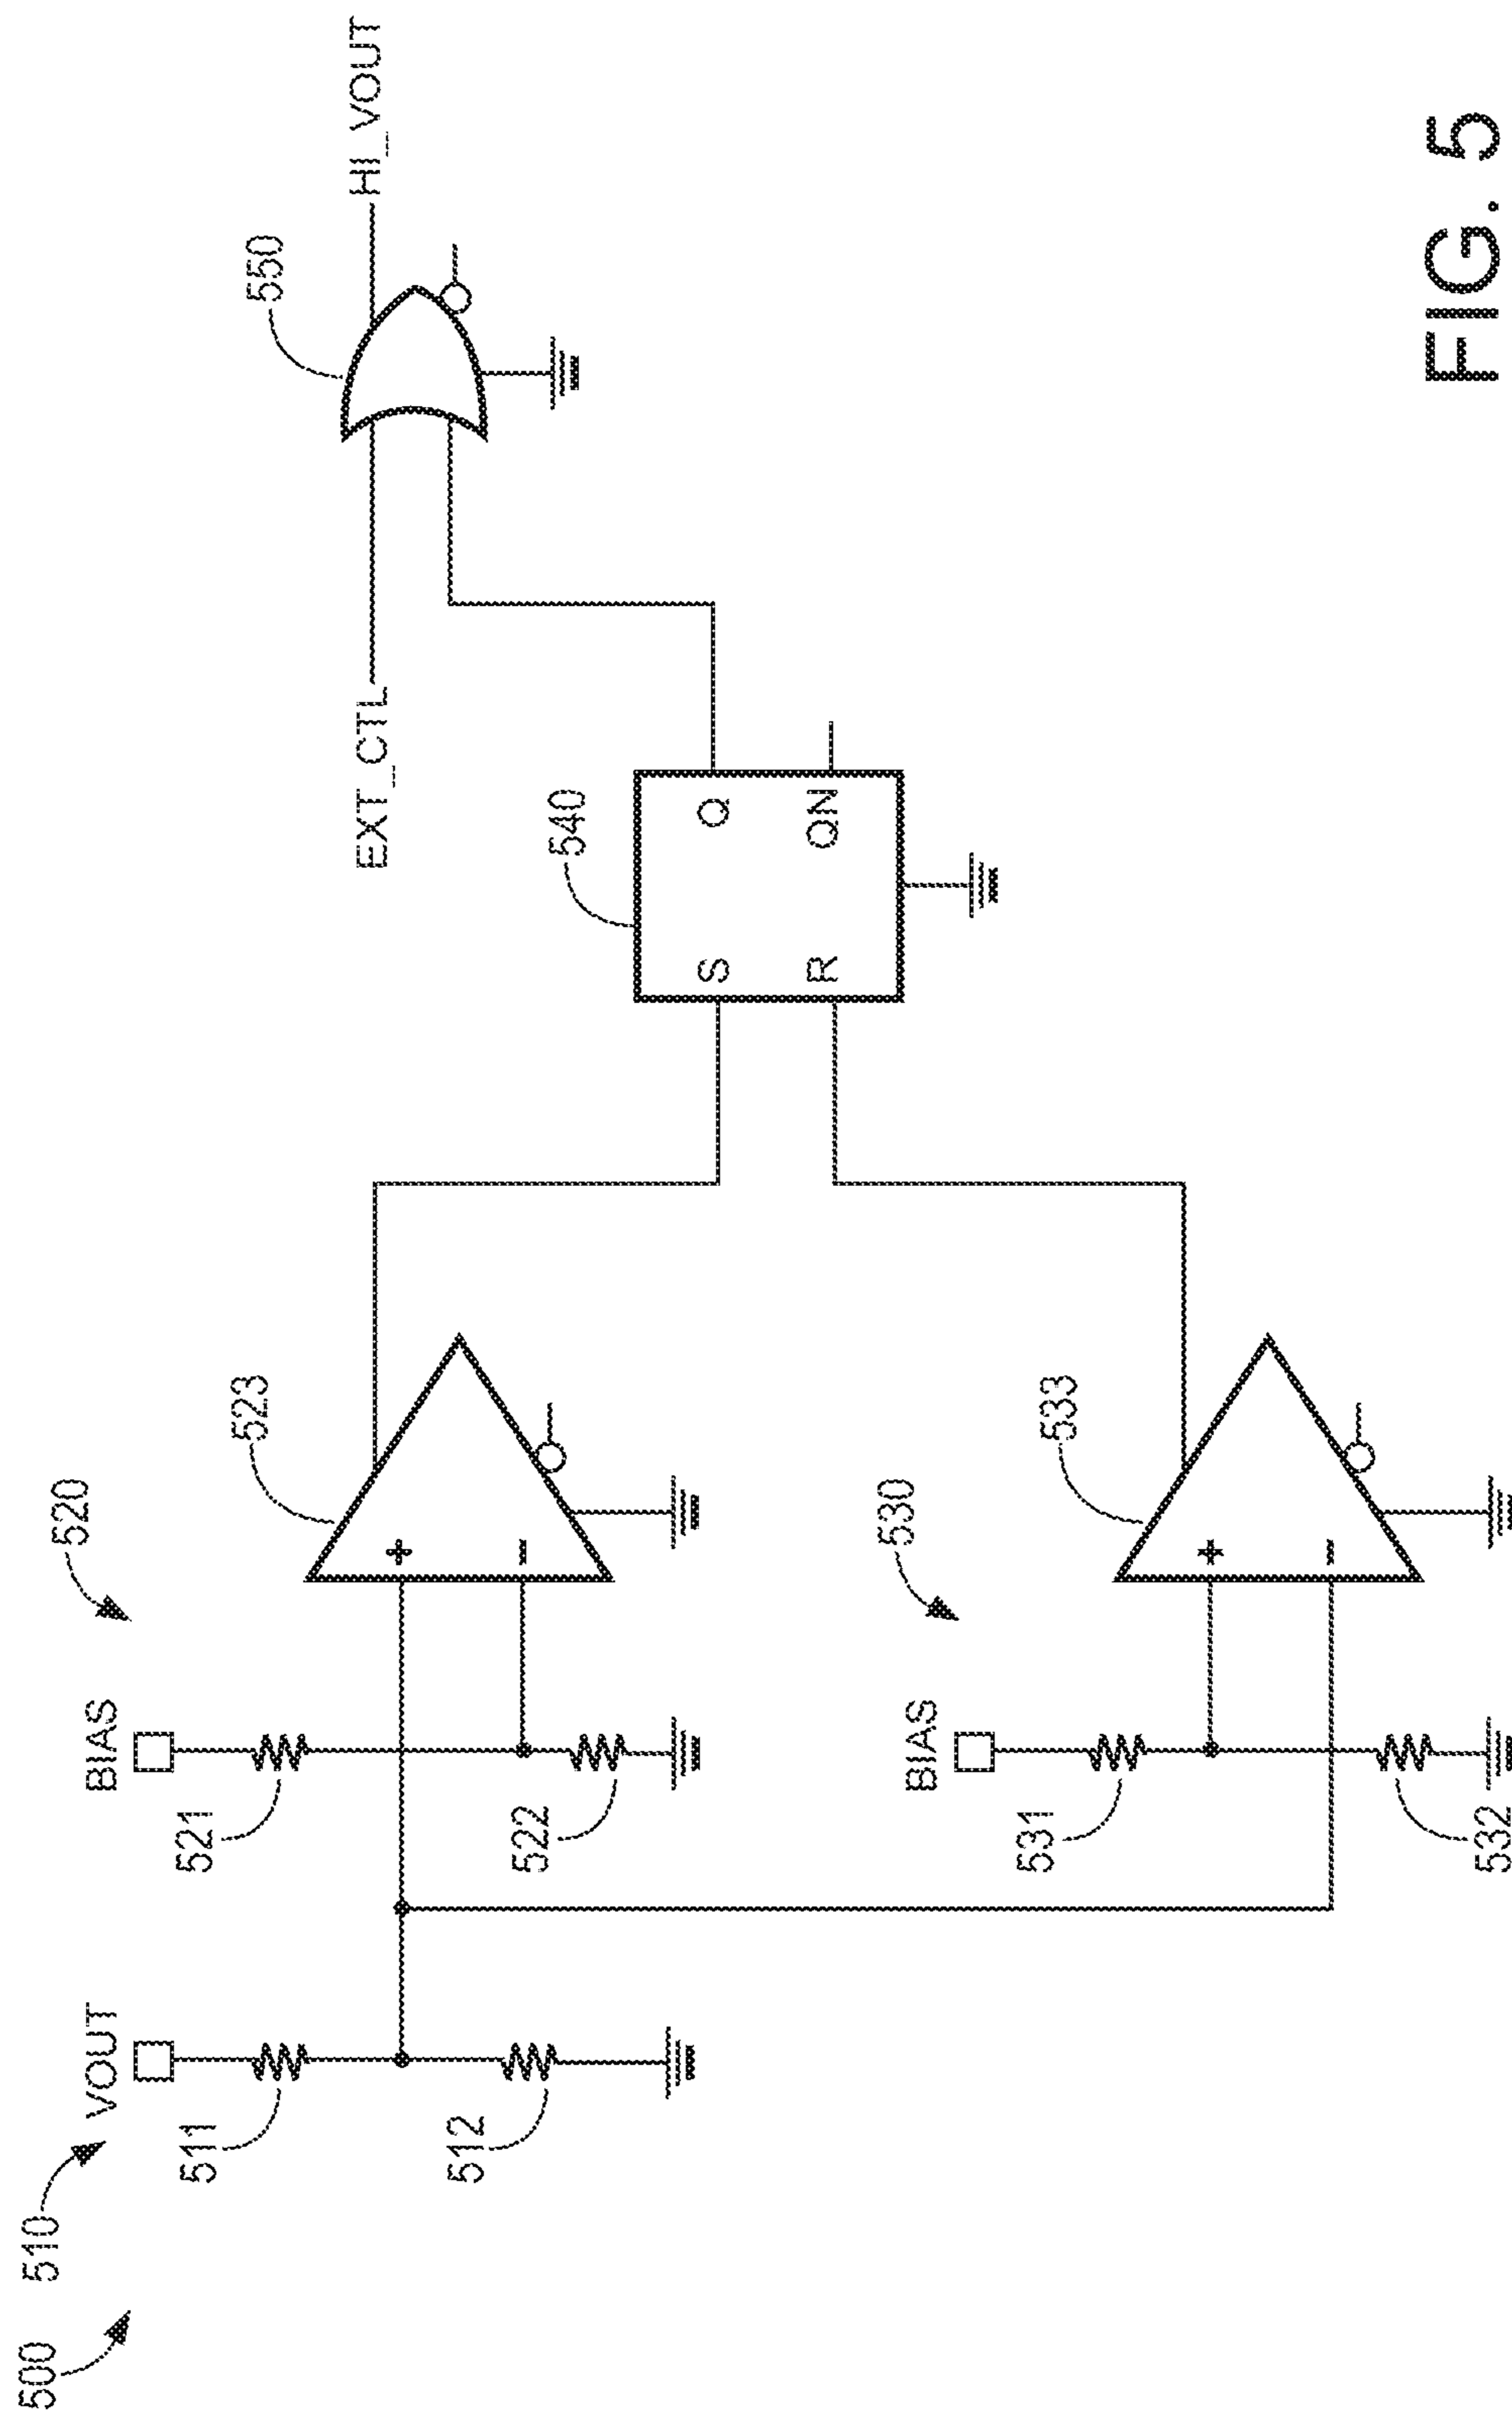 500
510
VOUT
511
512
BIAS
521
522
520
523
+
−
BIAS
531
532
530
533
+
−
540
S
R
Q
QN
EXT_CTL
550
HI_VOUT
FIG. 5